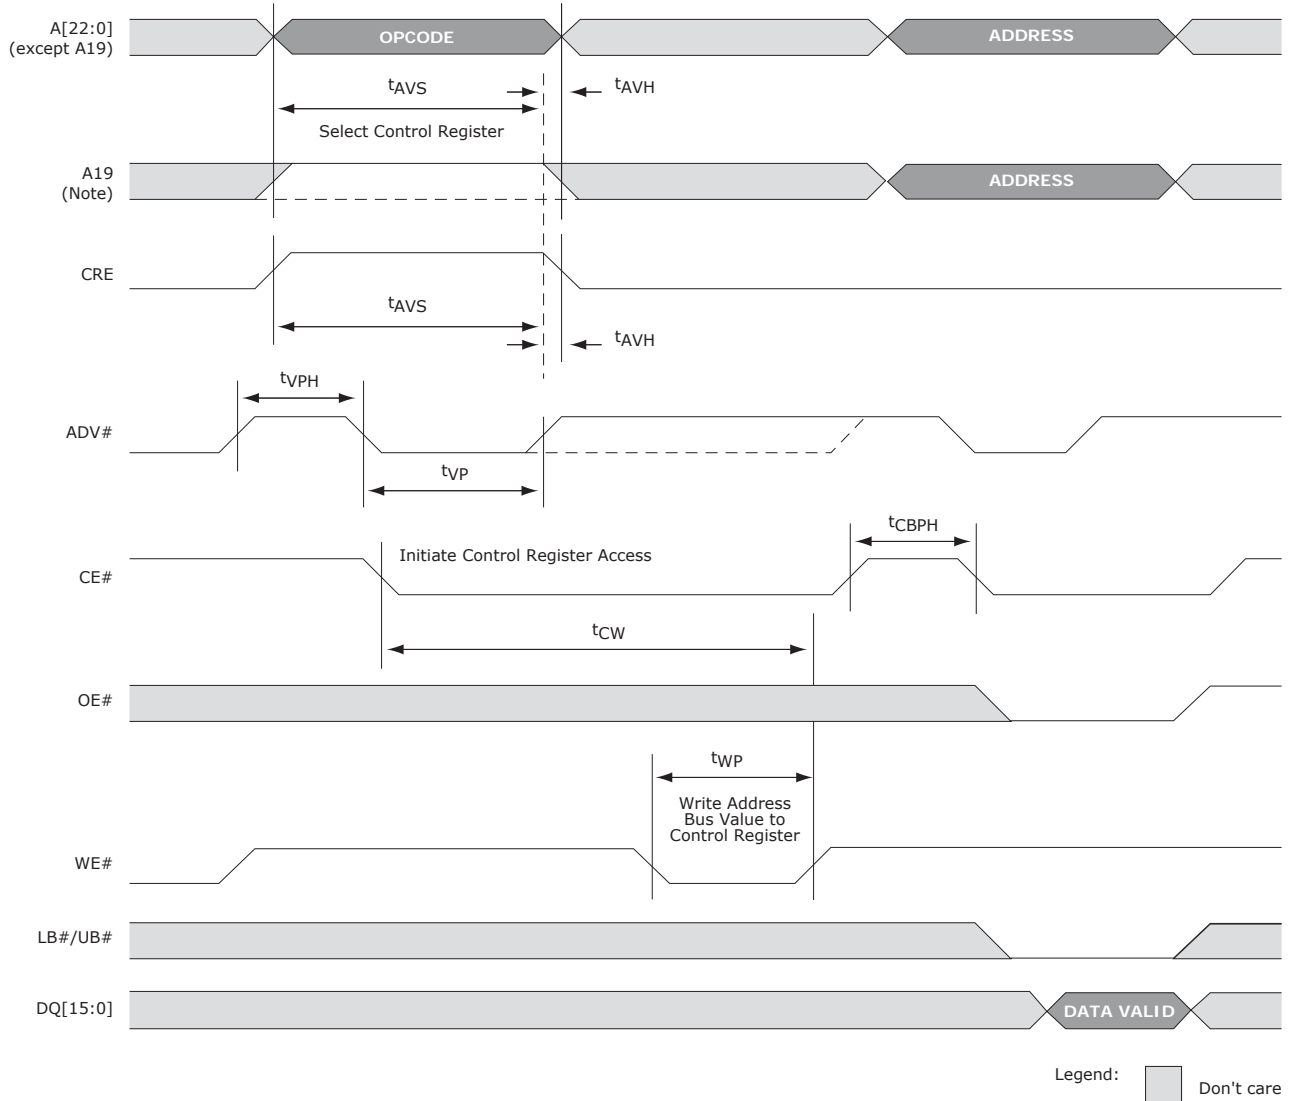 A[22:0]
(except A19)
OPCODE
ADDRESS
tAVS
tAVH
Select Control Register
A19
(Note)
ADDRESS
CRE
tAVS
tAVH
tVPH
ADV#
tVP
tCBPH
Initiate Control Register Access
CE#
tCW
OE#
tWP
Write Address
Bus Value to
Control Register
WE#
LB#/UB#
DQ[15:0]
DATA VALID
Legend:
Don't care